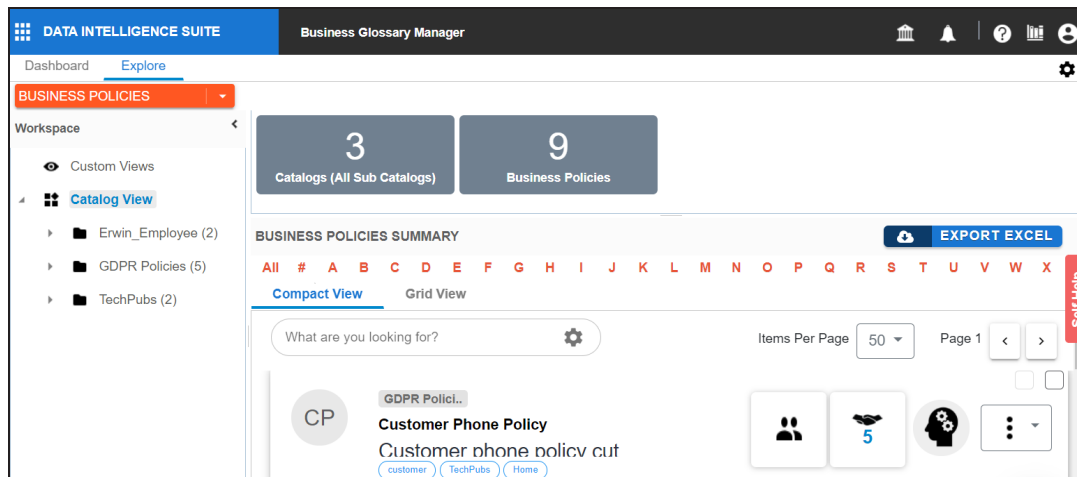 DATA INTELLIGENCE SUITE
Business Glossary Manager
Dashboard Explore
BUSINESS POLICIES
Workspace
Custom Views
Catalog View
Erwin_Employee (2)
GDPR Policies (5)
TechPubs (2)
3
Catalogs (All Sub Catalogs)
9
Business Policies
BUSINESS POLICIES SUMMARY
EXPORT EXCEL
All # A B C D E F G H I J K L M N O P Q R S T U V W X
Compact View Grid View
What are you looking for?
Items Per Page 50 Page 1
Self Help
CP
GDPR Polici..
Customer Phone Policy
Customer phone policy cut
customer TechPubs Home
5